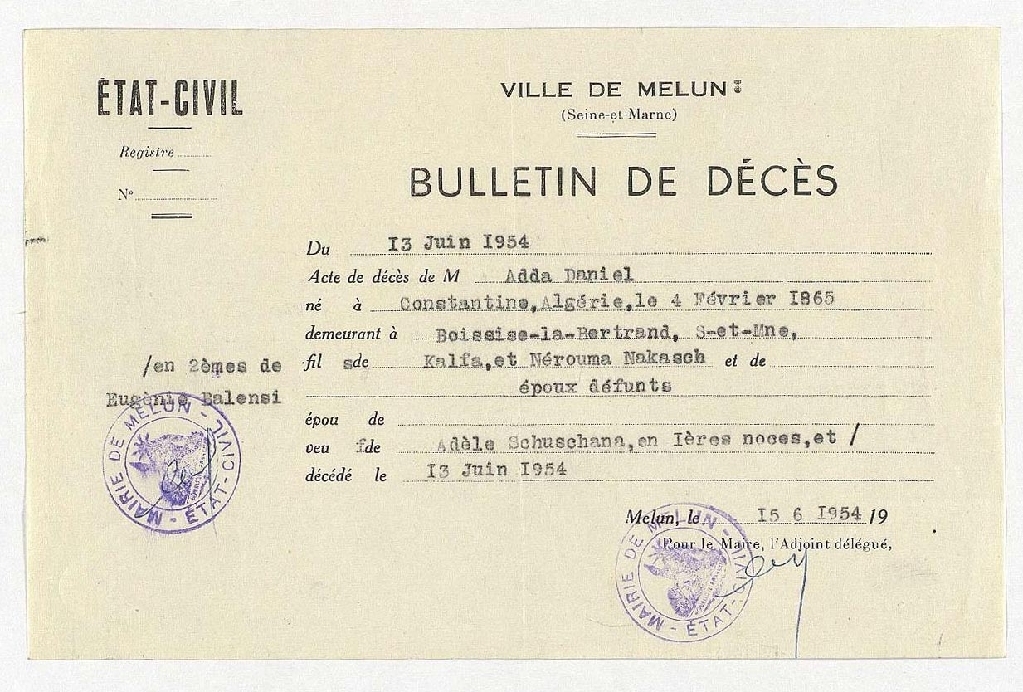 ÉTAT-CIVIL
Registre
N°
VILLE DE MELUN
(Seine-et Marne)
BULLETIN DE DÉCÈS
Du 13 Juin 1954
Acte de décès de M Adda Daniel
né à Constantine, Algérie, le 4 Février 1865
demeurant à Boissise-la-Bertrand, S-et-Mne,
fil s de Kalfa, et Nérouma Nakasch et de
époux défunts
épou de
veu f de Adèle Schuschana, en Ières noces, et /
/en 2èmes de
Eugènie Balensi
décédé le 13 Juin 1954
Melun, le 15 6 1954 19
Pour le Maire, l'Adjoint délégué,
MAIRIE DE MELUN - ÉTAT-CIVIL -
MAIRIE DE MELUN - ÉTAT-CIVIL -